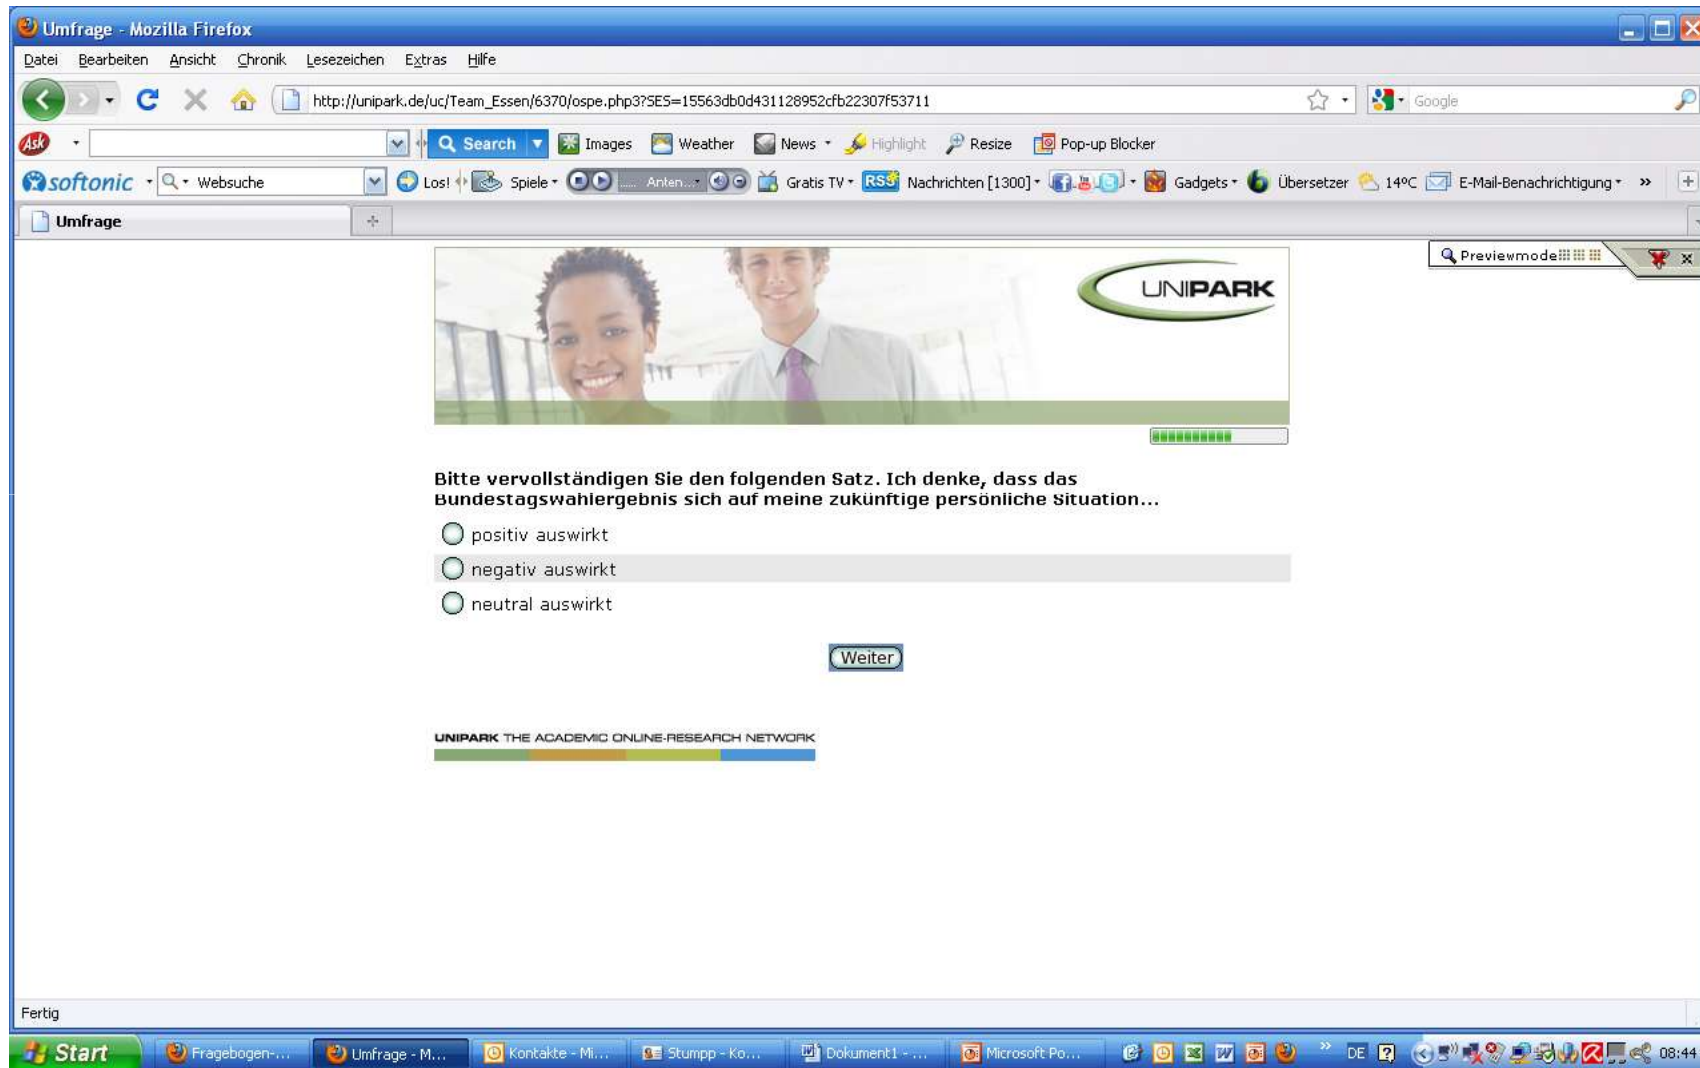 Umfrage - Mozilla Firefox
Datei Bearbeiten Ansicht Chronik Lesezeichen Extras Hilfe
http://unipark.de/uc/Team_Essen/6370/ospe.php3?SES=15563db0d431128952cfb22307f53711 Google
Ask Search Images Weather News Highlight Resize Pop-up Blocker
softonic Websuche Los! Spiele ..... Anten... Gratis TV RSS Nachrichten [1300] Gadgets Übersetzer 14ºC E-Mail-Benachrichtigung »
Umfrage
Previewmode x
UNIPARK
Bitte vervollständigen Sie den folgenden Satz. Ich denke, dass das
Bundestagswahlergebnis sich auf meine zukünftige persönliche Situation...
positiv auswirkt
negativ auswirkt
neutral auswirkt
Weiter
UNIPARK THE ACADEMIC ONLINE-RESEARCH NETWORK
Fertig
Start Fragebogen-... Umfrage - M... Kontakte - Mi... Stumpp - Ko... Dokument1 - ... Microsoft Po... » DE 08:44